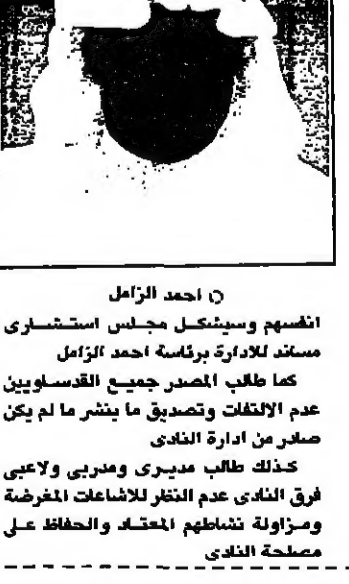 احمد الزامل
انفسهم وسيشكل مجلس استشارى
مساند للادارة برئاسة احمد الزامل
كما طالب المصدر جميع القدساويين
عدم الالتفات وتصديق ما ينشر ما لم يكن
صادر من ادارة النادى
كذلك طالب مديرى ومدربى ولاعبى
فرق النادى عدم النظر للاشاعات المغرضة
ومزاولة نشاطهم المعتاد والحفاظ على
مصلحة النادى